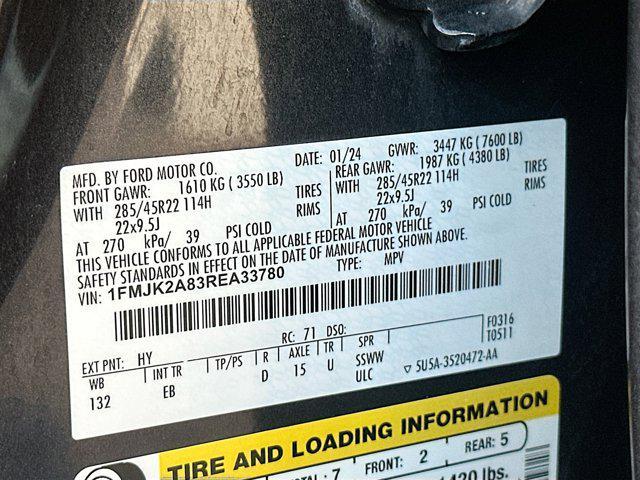 MFD. BY FORD MOTOR CO.
DATE: 01/24 GVWR: 3447 KG ( 7600 LB)
FRONT GAWR: 1610 KG ( 3550 LB) REAR GAWR: 1987 KG ( 4380 LB)
WITH 285/45R22 114H TIRES WITH 285/45R22 114H TIRES
22x9.5J RIMS 22x9.5J RIMS
AT 270 kPa/ 39 PSI COLD AT 270 kPa/ 39 PSI COLD
THIS VEHICLE CONFORMS TO ALL APPLICABLE FEDERAL MOTOR VEHICLE
SAFETY STANDARDS IN EFFECT ON THE DATE OF MANUFACTURE SHOWN ABOVE.
VIN: 1FMJK2A83REA33780 TYPE: MPV
F0316
T0511
EXT PNT: HY RC: 71 DSO:
WB INT TR TP/PS R AXLE TR SPR
132 EB D 15 U SSWW
ULC
▽ 5U5A-3520472-AA
TIRE AND LOADING INFORMATION
: 7 FRONT: 2 REAR: 5
lbs.